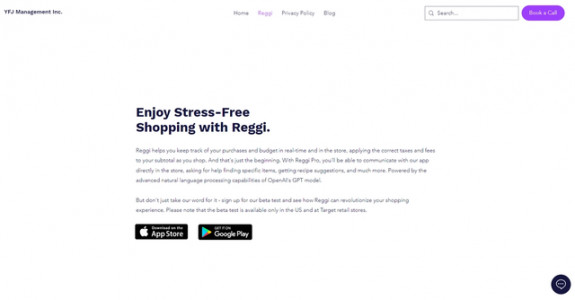 YFJ Management Inc.
Home Reggi Privacy Policy Blog
Search...
Book a Call
Enjoy Stress-Free
Shopping with Reggi.
Reggi helps you keep track of your purchases and budget in real-time and in the store, applying the correct taxes and fees
to your subtotal as you shop. And that's just the beginning. With Reggi Pro, you'll be able to communicate with our app
directly in the store, asking for help finding specific items, getting recipe suggestions, and much more. Powered by the
advanced natural language processing capabilities of OpenAI's GPT model.
But don't just take our word for it - sign up for our beta test and see how Reggi can revolutionize your shopping
experience. Please note that the beta test is available only in the US and at Target retail stores.
Download on the
App Store
GET IT ON
Google Play